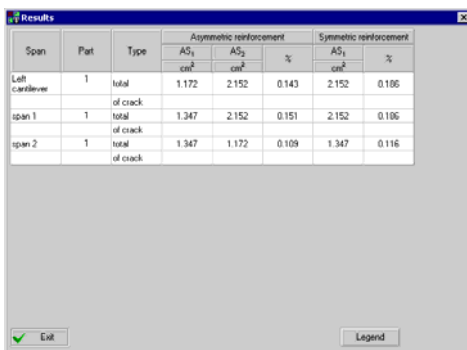 Results
Asymmetric reinforcement Symmetric reinforcement
Span Part Type AS1 AS2 % AS1 %
cm² cm² cm²
Left cantilever 1 total 1.172 2.152 0.143 2.152 0.186
of crack
span 1 1 total 1.347 2.152 0.151 2.152 0.186
of crack
span 2 1 total 1.347 1.172 0.109 1.347 0.116
of crack
Exit Legend